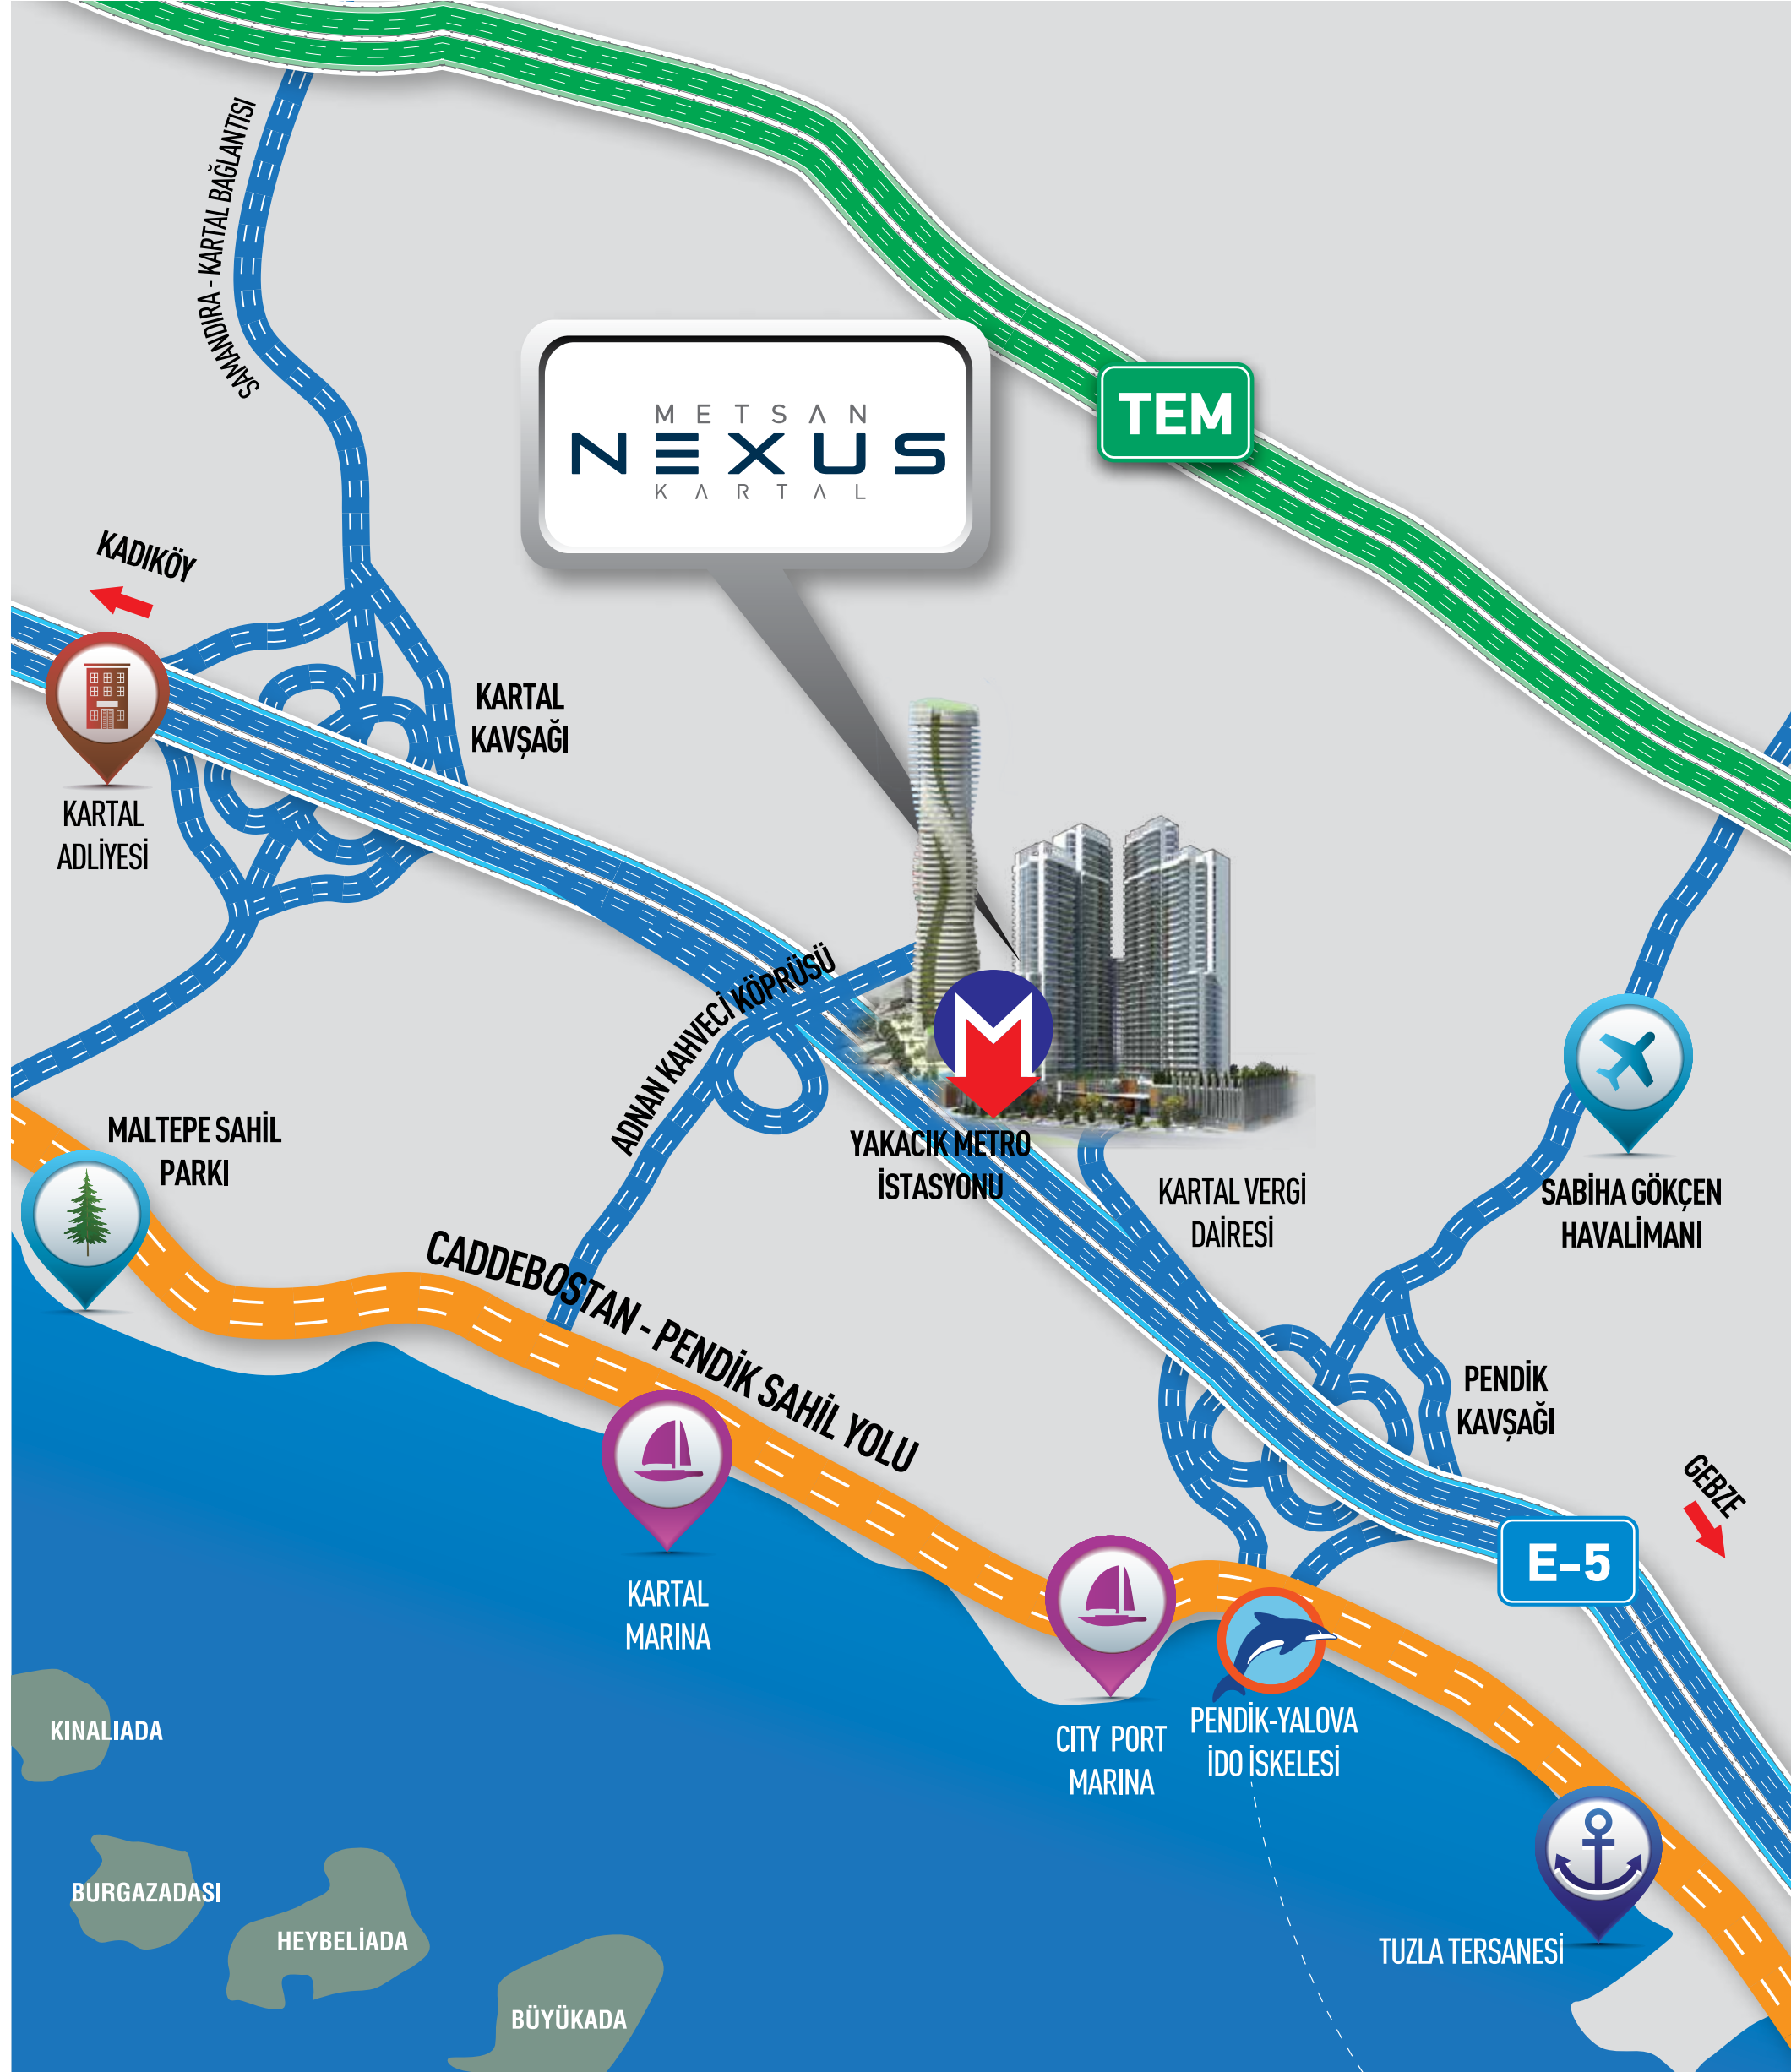 SAMANDIRA - KARTAL BAĞLANTISI
METSAN
NEXUS
KARTAL
TEM
KADIKÖY
KARTAL
KAVŞAĞI
KARTAL
ADLİYESİ
ADNAN KAHVECİ KÖPRÜSÜ
M
MALTEPE SAHİL
PARKI
YAKACIK METRO
İSTASYONU
KARTAL VERGİ
DAİRESİ
SABİHA GÖKÇEN
HAVALİMANI
CADDEBOSTAN - PENDİK SAHİL YOLU
PENDİK
KAVŞAĞI
GEBZE
E-5
KARTAL
MARINA
CITY PORT
MARINA
PENDİK-YALOVA
İDO İSKELESİ
KINALIADA
BURGAZADASI
HEYBELİADA
BÜYÜKADA
TUZLA TERSANESİ